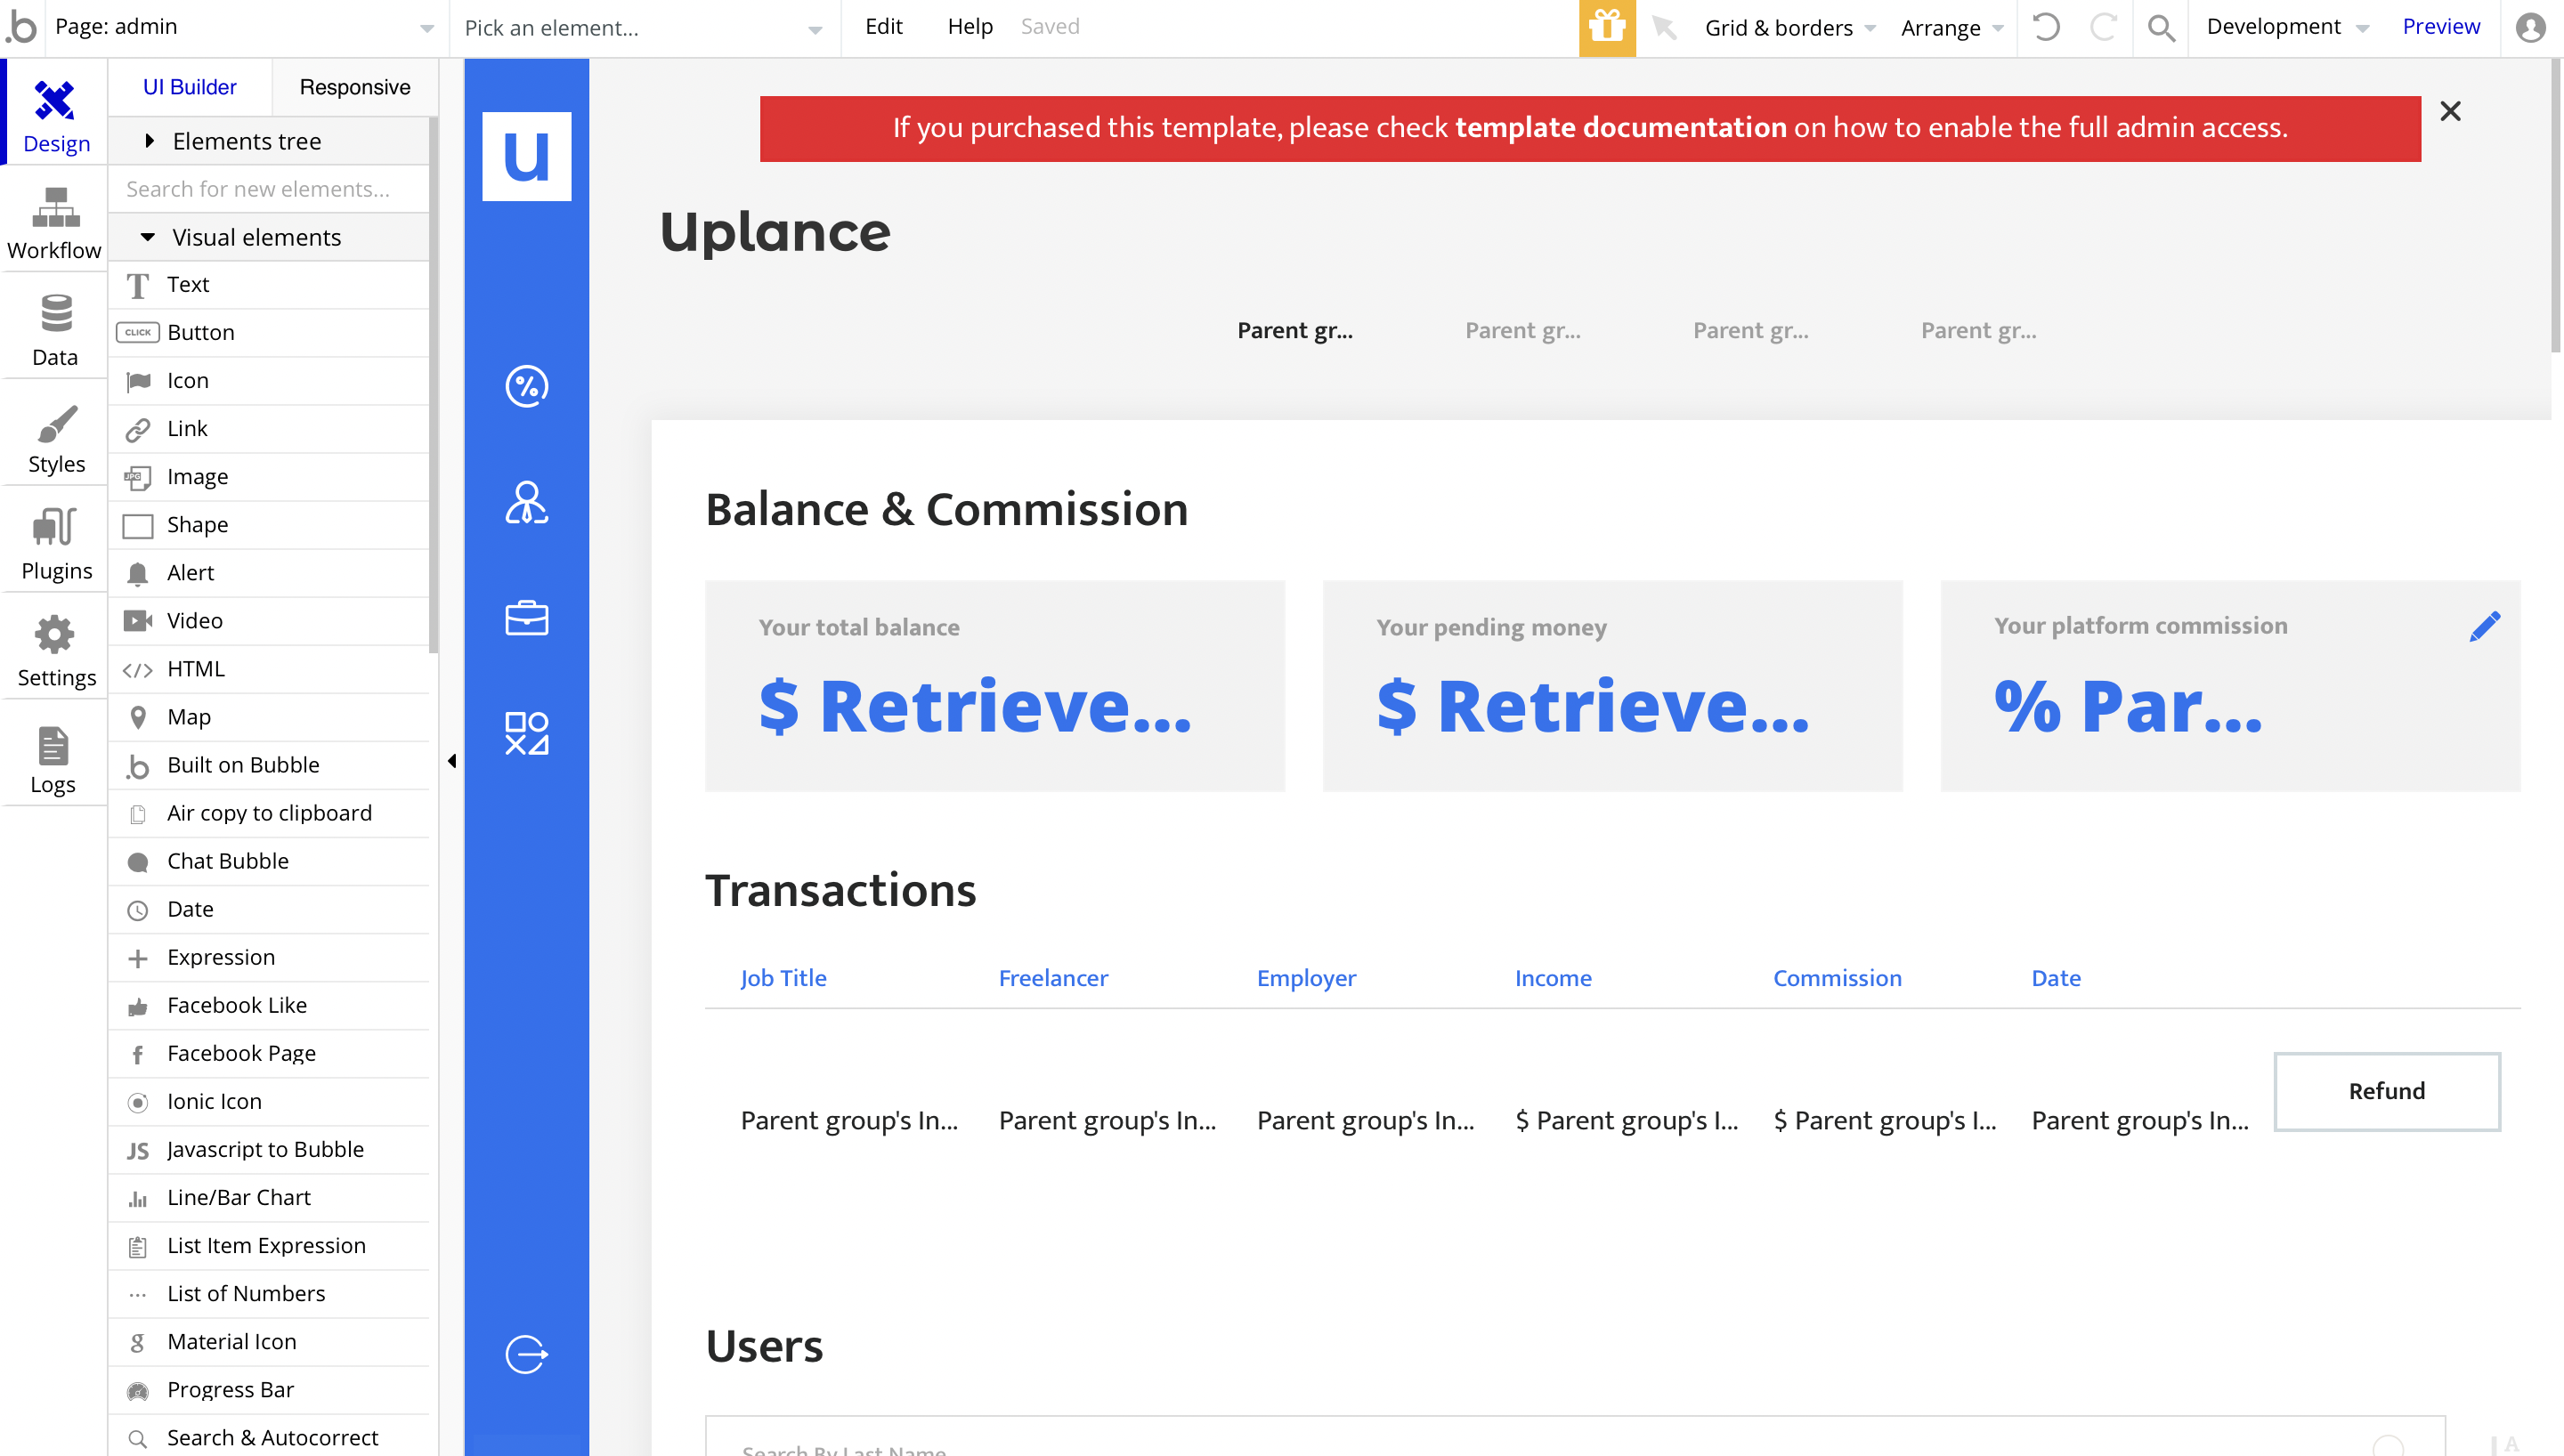 .b
Page: admin
Pick an element...
Edit
Help
Saved
Grid & borders
Arrange
Development
Preview
Design
Workflow
Data
Styles
Plugins
Settings
Logs
UI Builder
Responsive
Elements tree
Search for new elements...
Visual elements
T Text
CLICK Button
Icon
Link
JPG Image
Shape
Alert
Video
</> HTML
Map
.b Built on Bubble
Air copy to clipboard
Chat Bubble
Date
Expression
Facebook Like
f Facebook Page
Ionic Icon
JS Javascript to Bubble
Line/Bar Chart
List Item Expression
List of Numbers
g Material Icon
Progress Bar
Search & Autocorrect
u
%
If you purchased this template, please check template documentation on how to enable the full admin access.
Uplance
Parent gr... Parent gr... Parent gr... Parent gr...
Balance & Commission
Your total balance
$ Retrieve...
Your pending money
$ Retrieve...
Your platform commission
% Par...
Transactions
Job Title Freelancer Employer Income Commission Date
Parent group's In... Parent group's In... Parent group's In... $ Parent group's I... $ Parent group's I... Parent group's In... Refund
Users
Search By Last Name